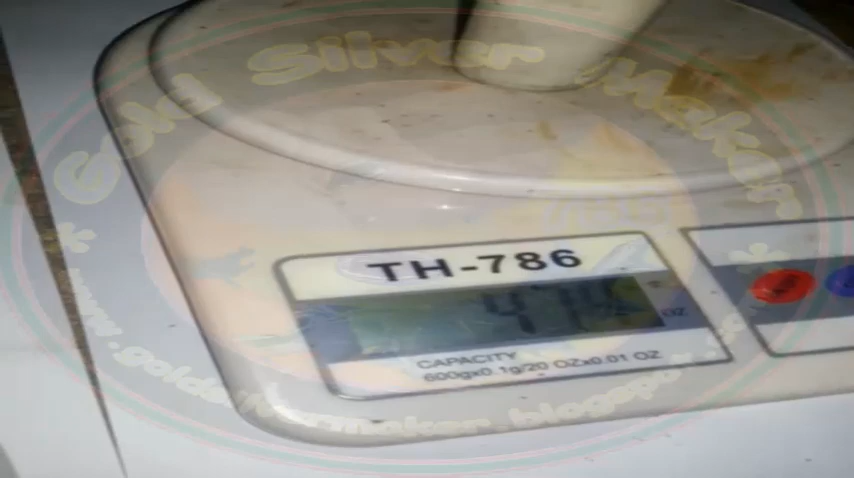 Gold Silver Maker
TH-786
OZ
CAPACITY
600gx0.1g/20 OZx0.01 OZ